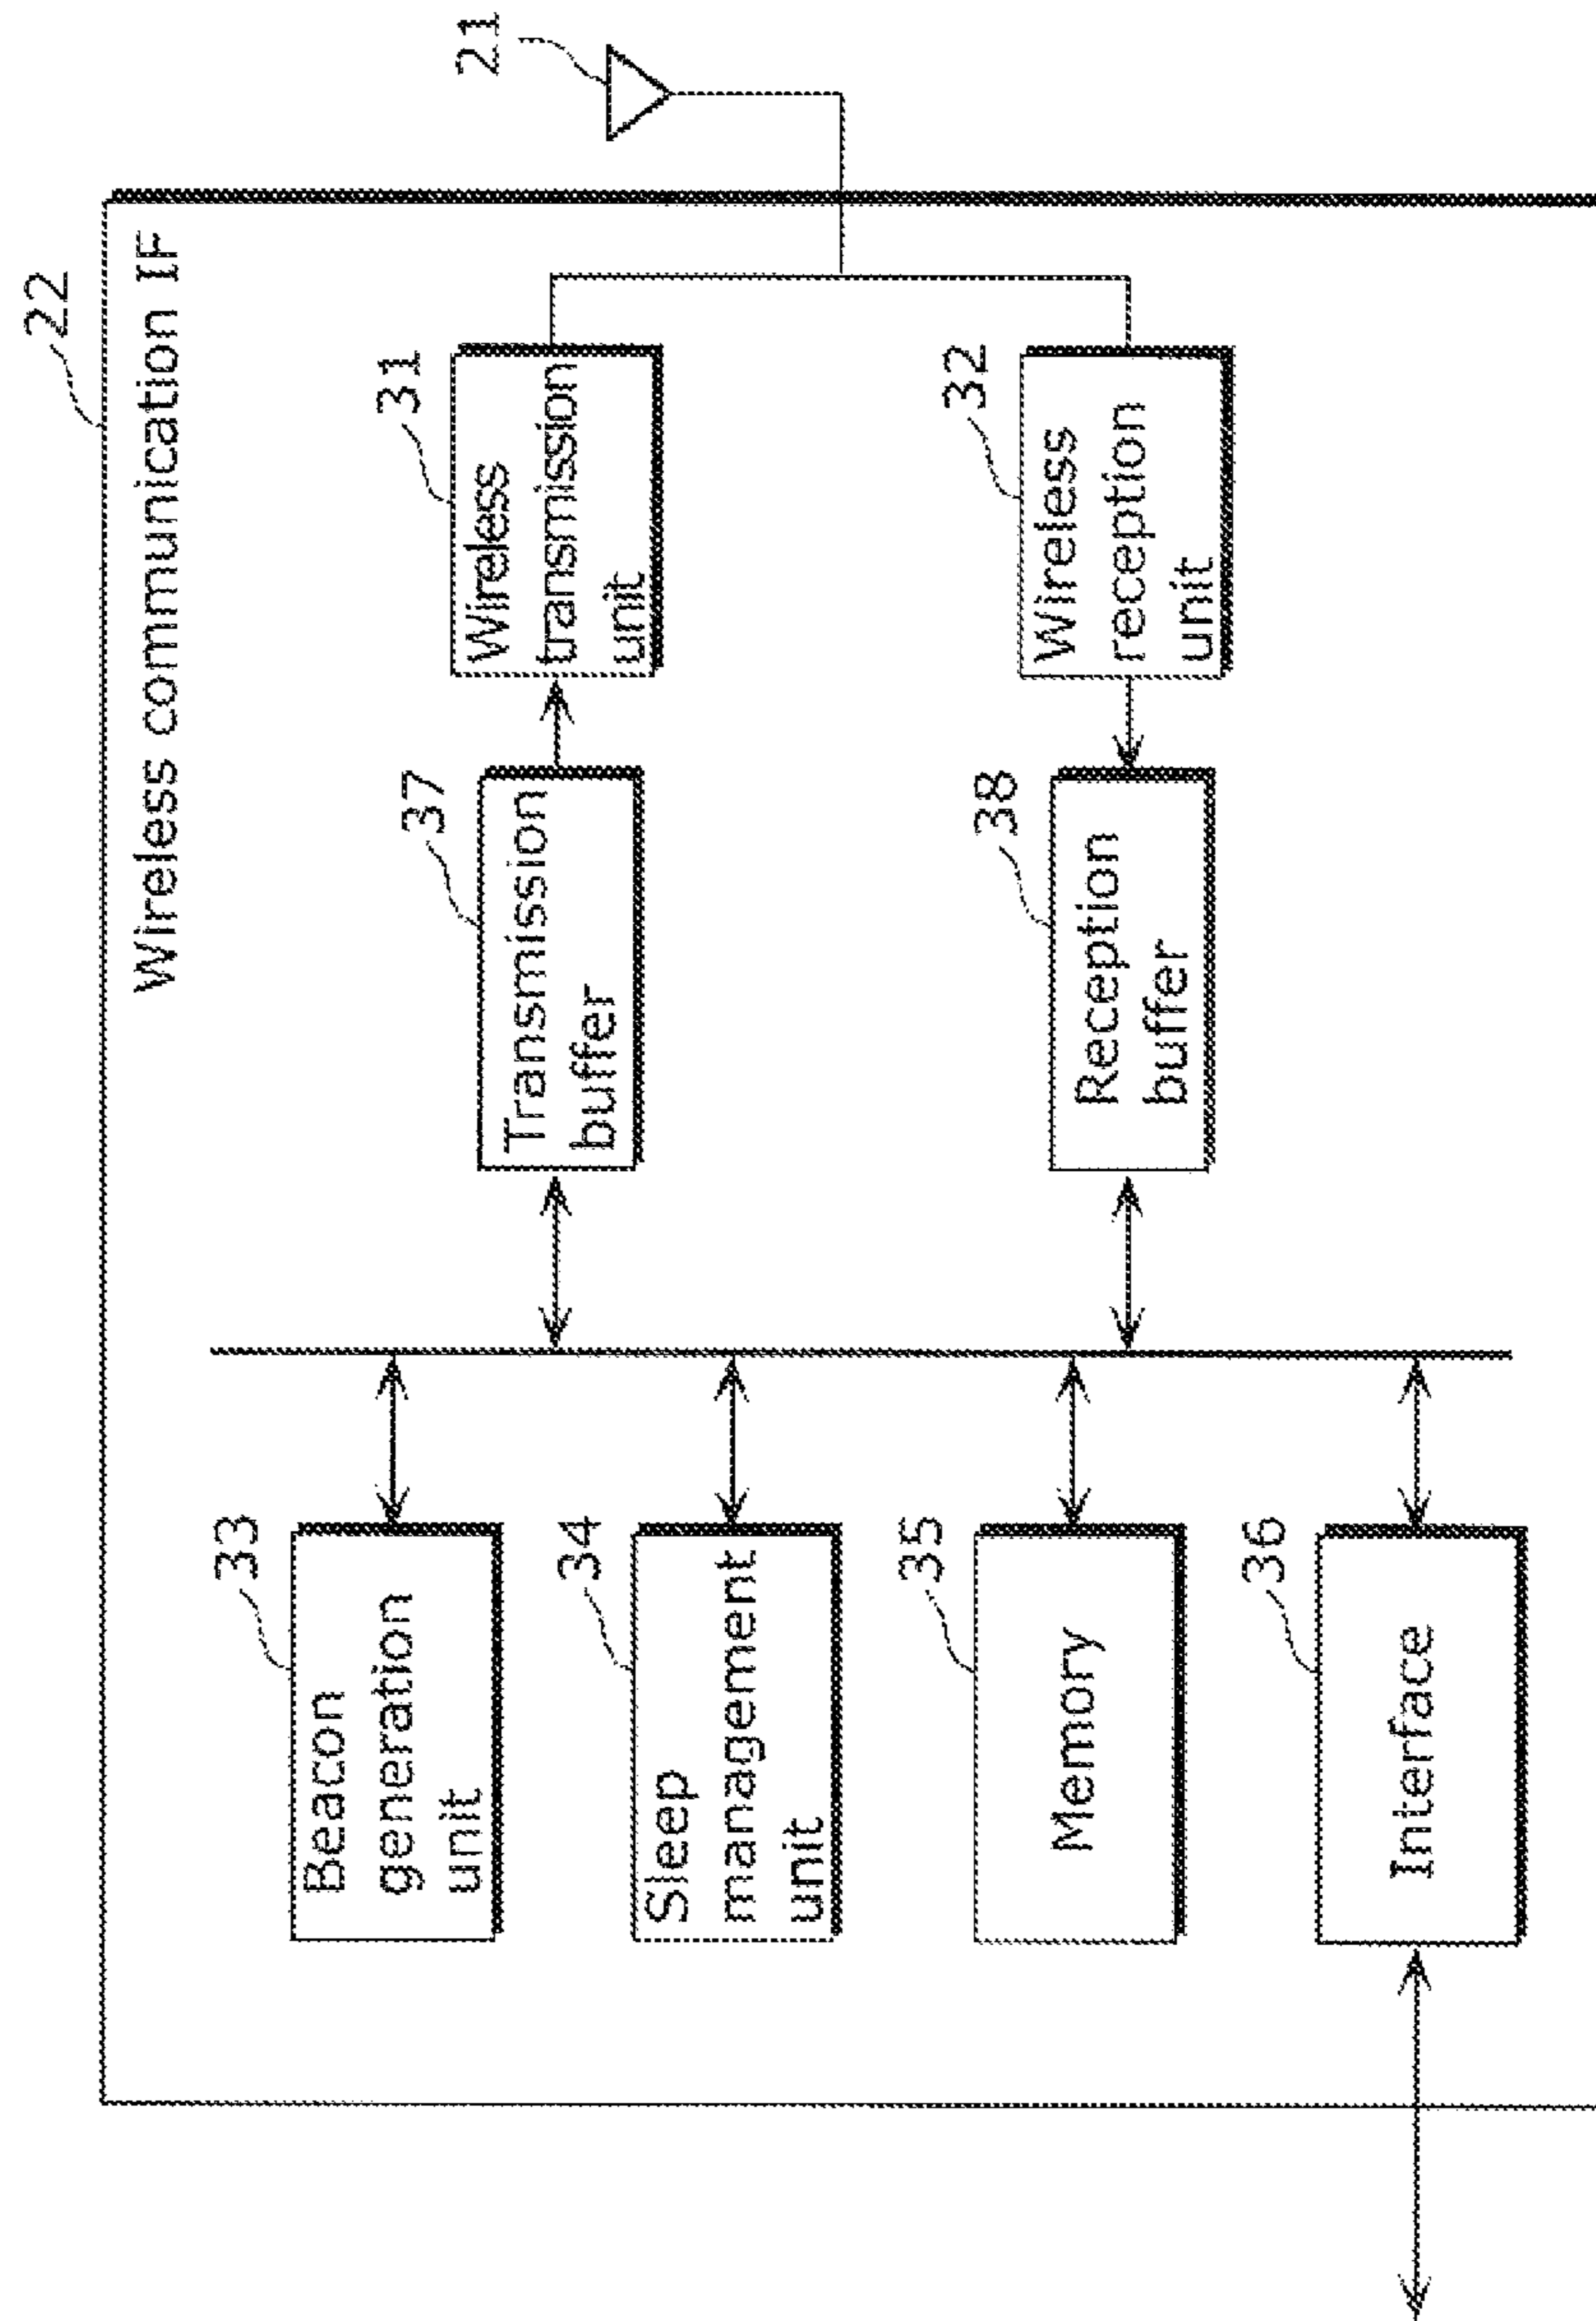 22
Wireless communication IF
21
33
Beacon
generation
unit
37
Transmission
buffer
31
Wireless
transmission
unit
34
Sleep
management
unit
35
Memory
38
Reception
buffer
32
Wireless
reception
unit
36
Interface